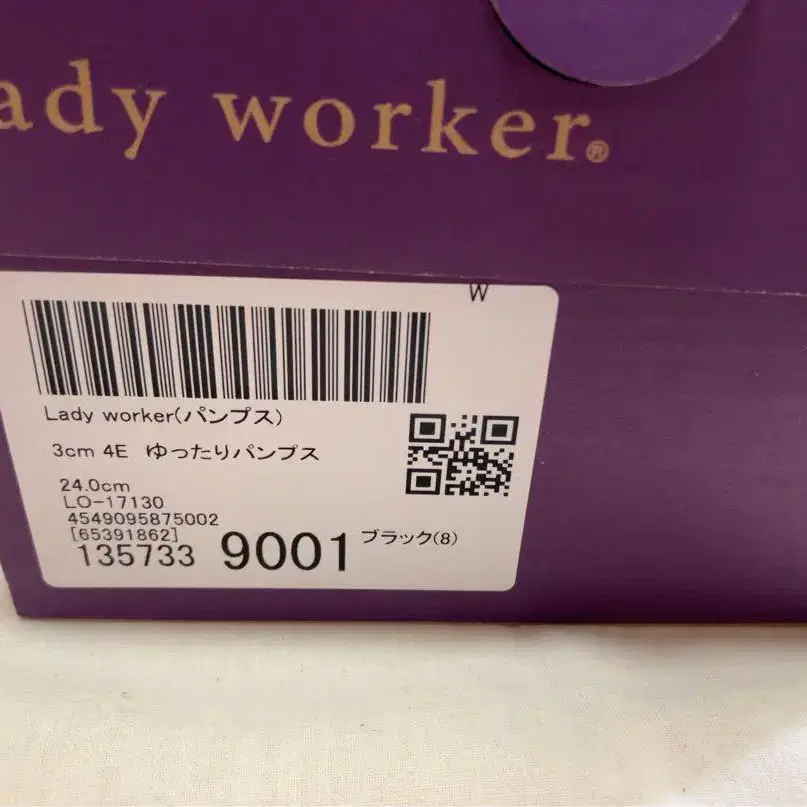 ady worker®
W
Lady worker(パンプス)
3cm 4E ゆったりパンプス
24.0cm
LO-17130
4549095875002
[65391862]
135733 9001 ブラック(8)